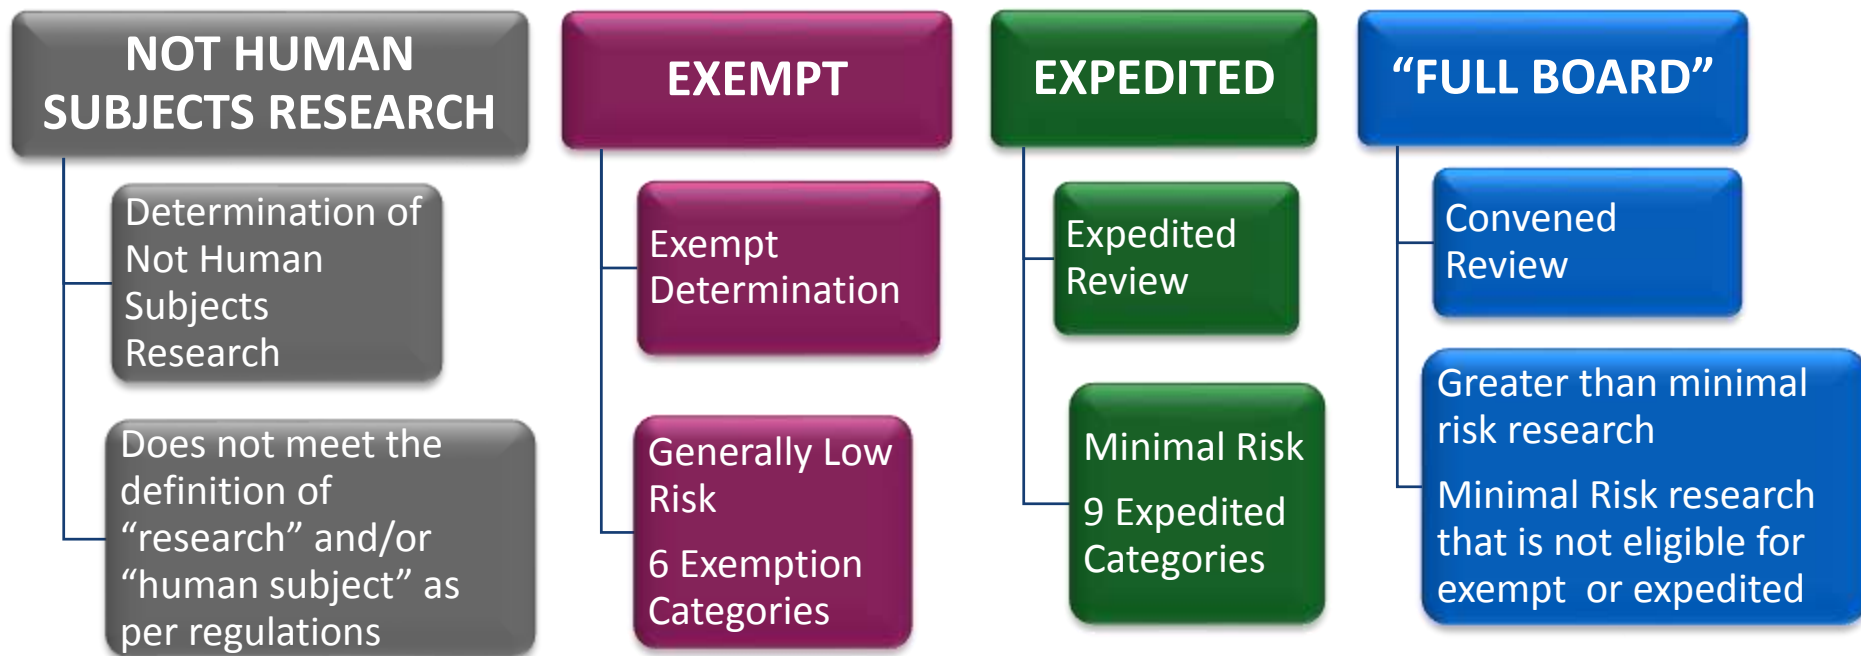 NOT HUMAN
SUBJECTS RESEARCH
Determination of
Not Human
Subjects
Research
Does not meet the
definition of
“research” and/or
“human subject” as
per regulations
EXEMPT
Exempt
Determination
Generally Low
Risk
6 Exemption
Categories
EXPEDITED
Expedited
Review
Minimal Risk
9 Expedited
Categories
“FULL BOARD”
Convened
Review
Greater than minimal
risk research
Minimal Risk research
that is not eligible for
exempt or expedited